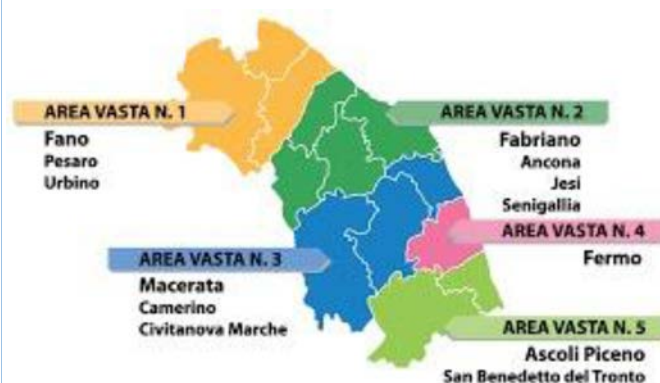 AREA VASTA N. 1
Fano
Pesaro
Urbino
AREA VASTA N. 2
Fabriano
Ancona
Jesi
Senigallia
AREA VASTA N. 3
Macerata
Camerino
Civitanova Marche
AREA VASTA N. 4
Fermo
AREA VASTA N. 5
Ascoli Piceno
San Benedetto del Tronto